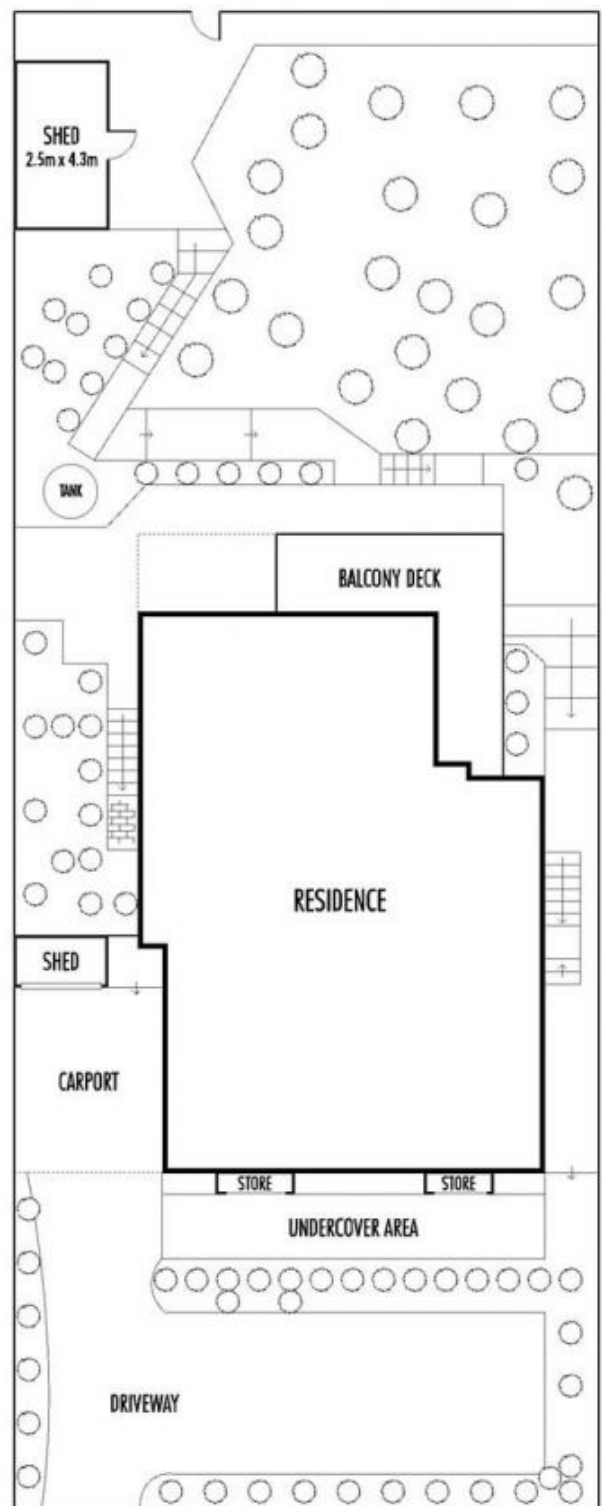 SHED
2.5m x 4.3m
TANK
BALCONY DECK
RESIDENCE
SHED
CARPORT
STORE
STORE
UNDERCOVER AREA
DRIVEWAY